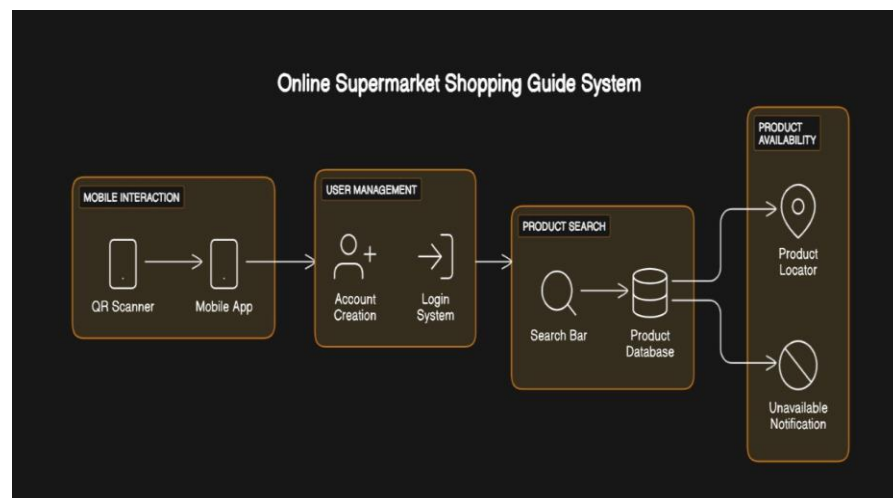 Online Supermarket Shopping Guide System
MOBILE INTERACTION
QR Scanner
Mobile App
USER MANAGEMENT
Account
Creation
Login
System
PRODUCT SEARCH
Search Bar
Product
Database
PRODUCT
AVAILABILITY
Product
Locator
Unavailable
Notification